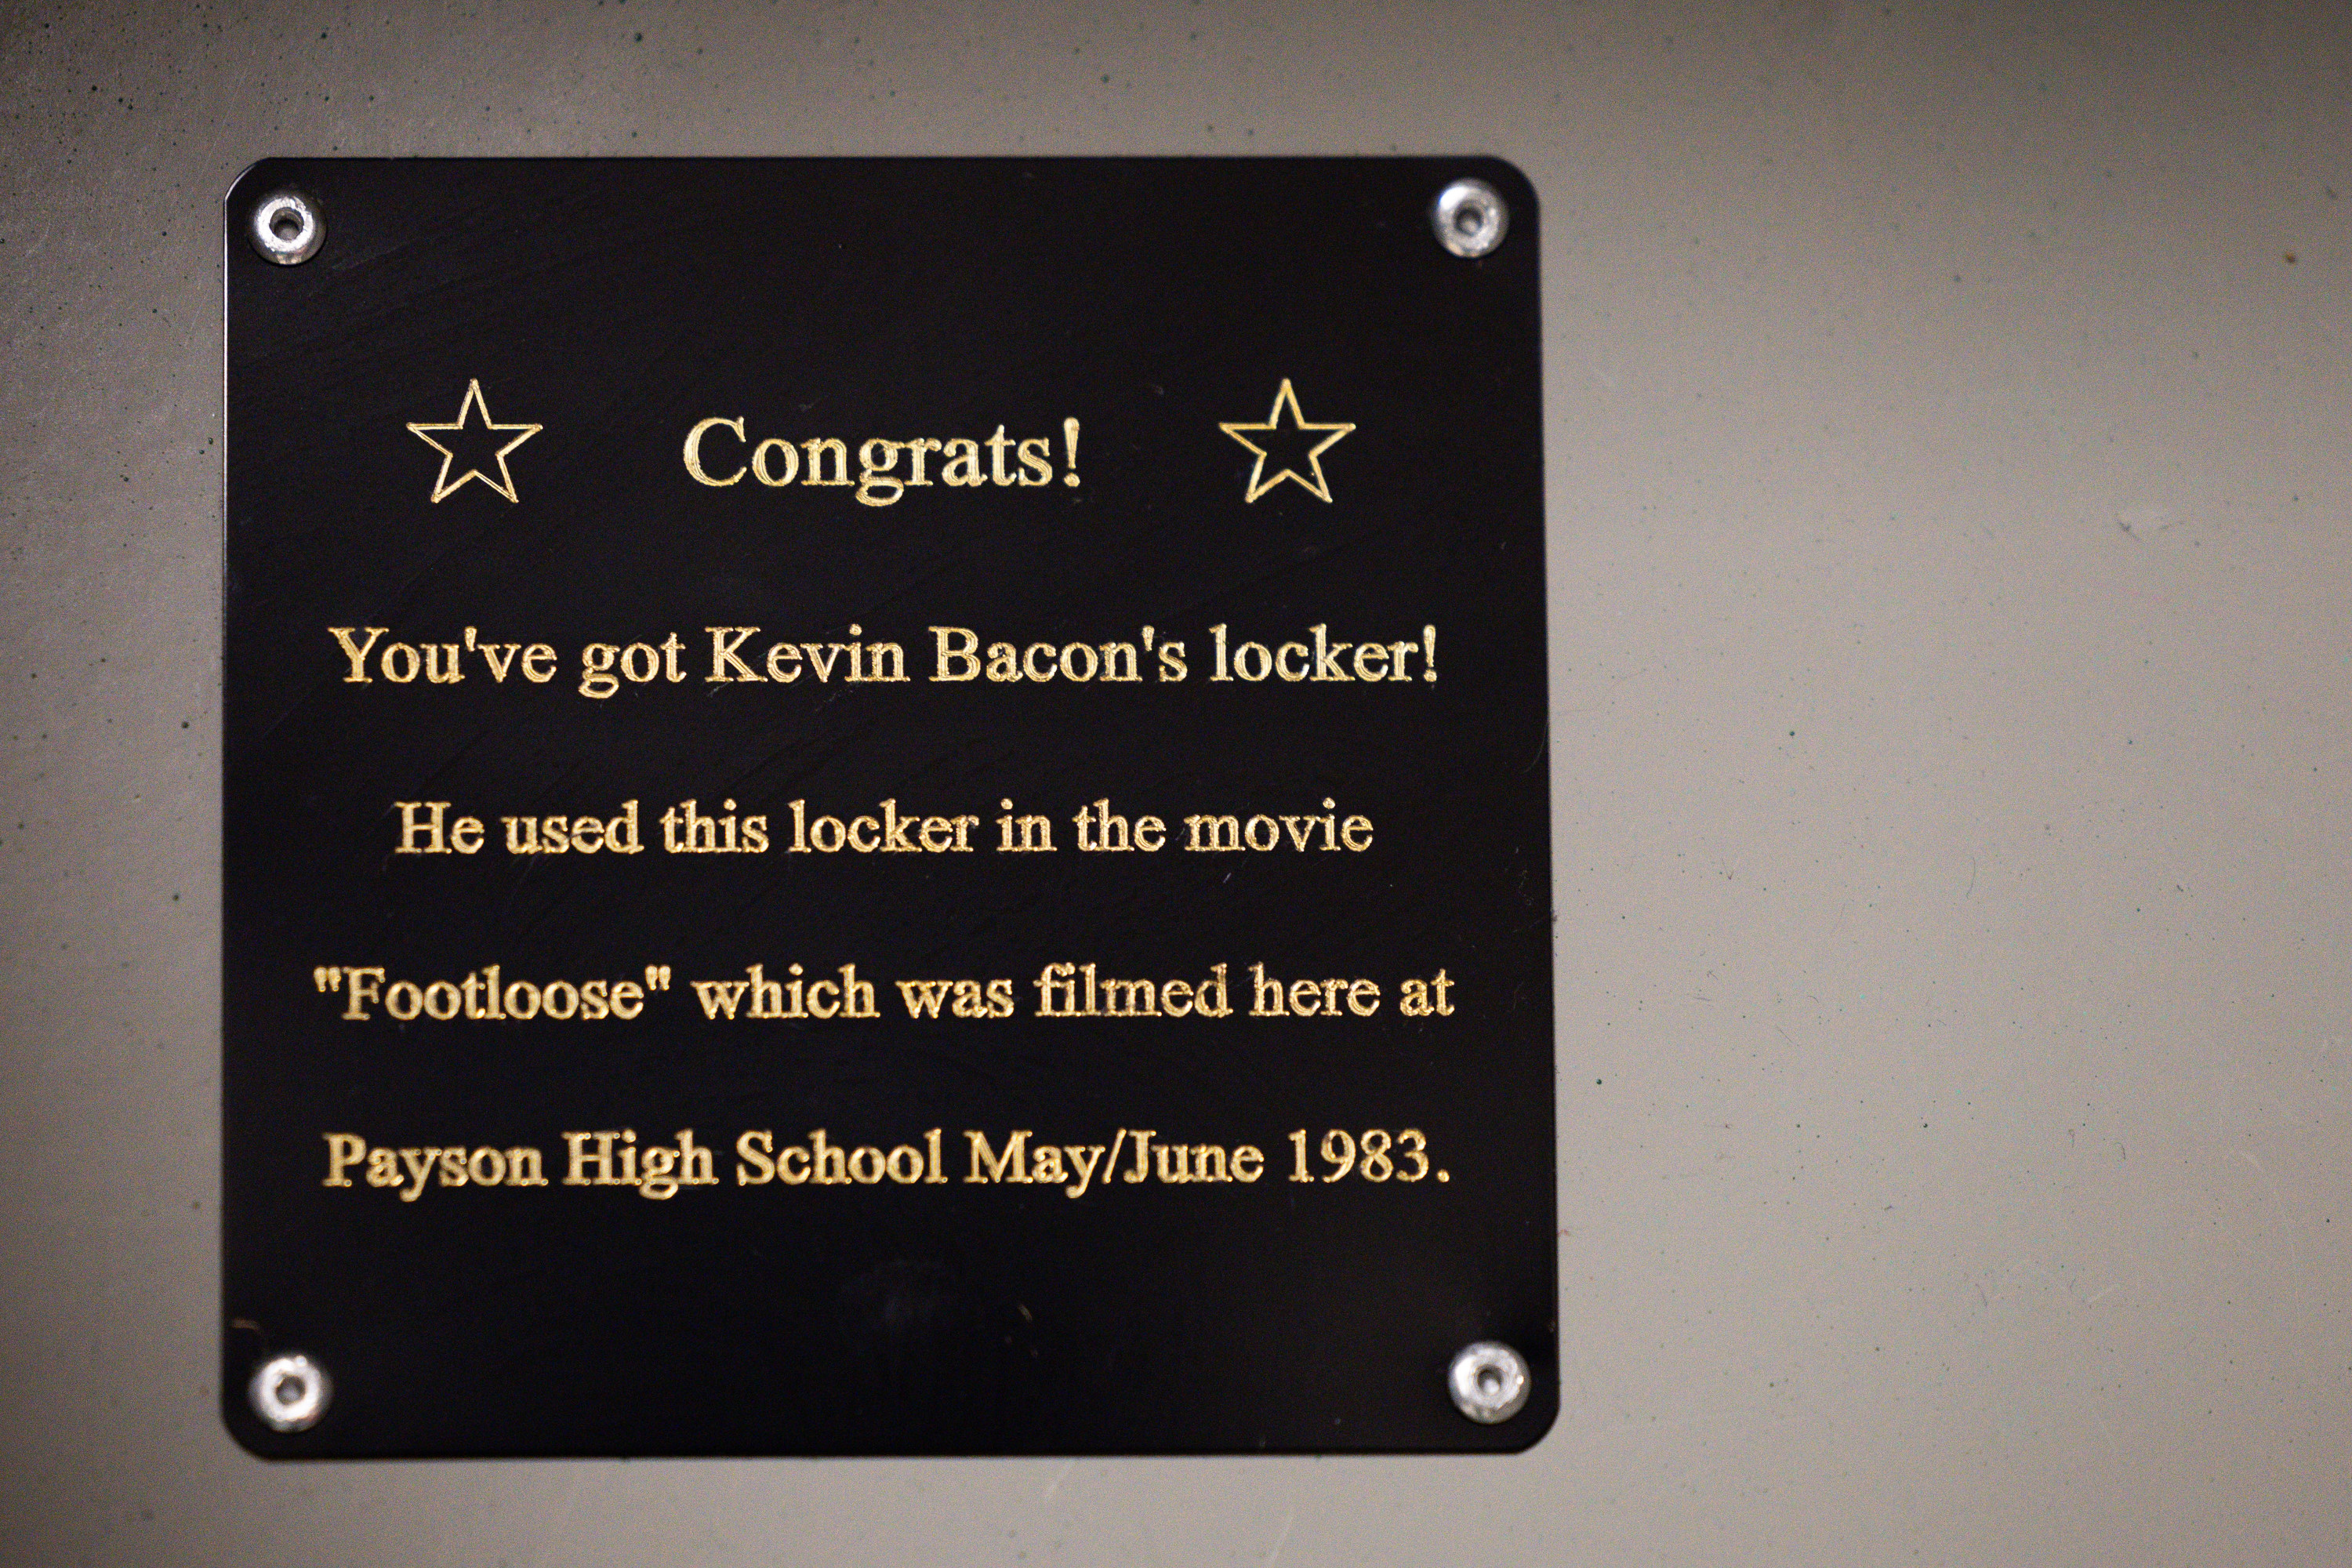 Congrats!
You've got Kevin Bacon's locker!
He used this locker in the movie
"Footloose" which was filmed here at
Payson High School May/June 1983.